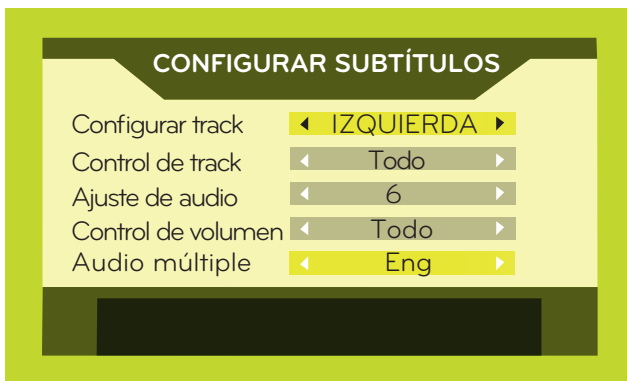 CONFIGURAR SUBTÍTULOS
Configurar track IZQUIERDA
Control de track Todo
Ajuste de audio 6
Control de volumen Todo
Audio múltiple Eng